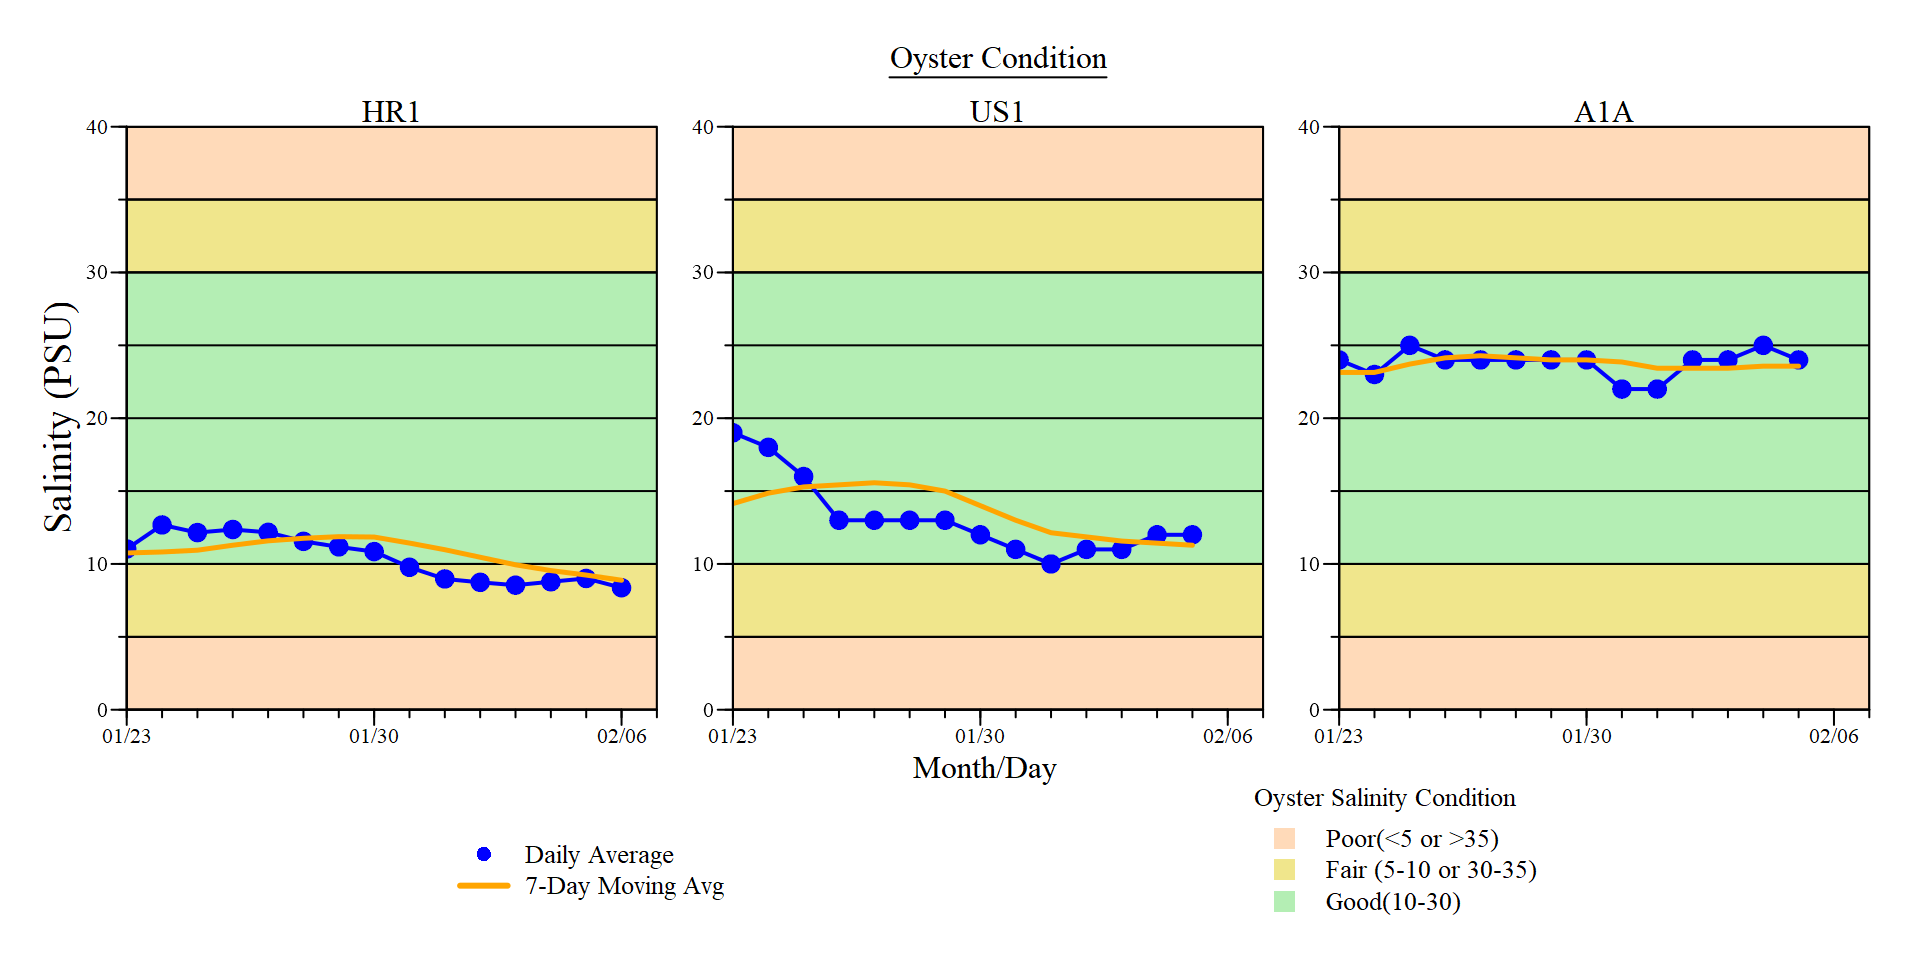 Oyster Condition
HR1
US1
A1A
Salinity (PSU)
40
30
20
10
0
01/23
01/30
02/06
40
30
20
10
0
01/23
01/30
02/06
40
30
20
10
0
01/23
01/30
02/06
Month/Day
Daily Average
7-Day Moving Avg
Oyster Salinity Condition
Poor(<5 or >35)
Fair (5-10 or 30-35)
Good(10-30)